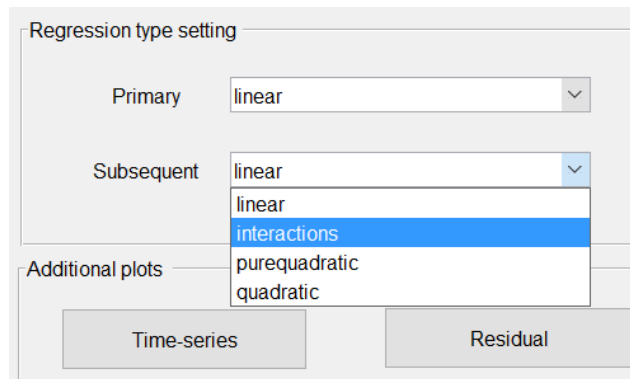 Regression type setting
Primary linear
Subsequent linear
linear
interactions
purequadratic
quadratic
Additional plots
Time-series Residual